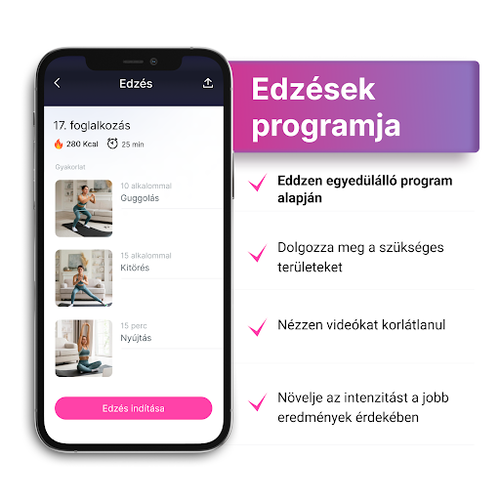 Edzés
17. foglalkozás
280 Kcal
25 min
Gyakorlat
10 alkalommal
Guggolás
15 alkalommal
Kitörés
15 perc
Nyújtás
Edzés indítása
Edzések
programja
Eddzen egyedülálló program
alapján
Dolgozza meg a szükséges
területeket
Nézzen videókat korlátlanul
Növelje az intenzitást a jobb
eredmények érdekében